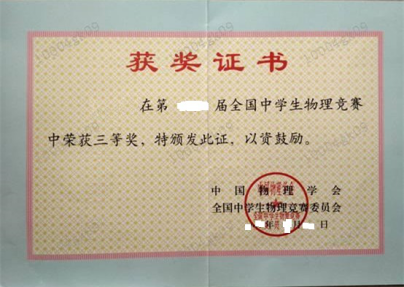 获奖证书
在第 届全国中学生物理竞赛
中荣获三等奖，特颁发此证，以资鼓励。
中国物理学会
全国中学生物理竞赛委员会
年 月 日